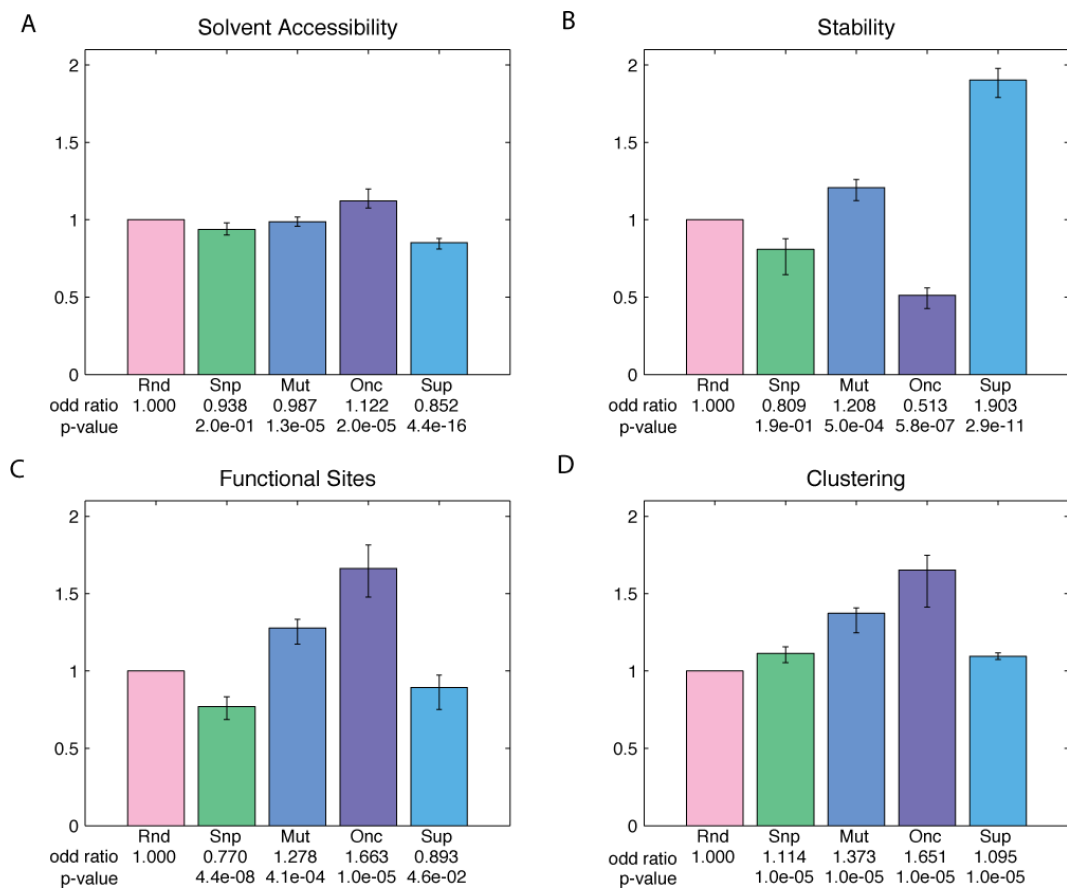 A
Solvent Accessibility
2
1.5
1
0.5
0
Rnd Snp Mut Onc Sup
odd ratio 1.000 0.938 0.987 1.122 0.852
p-value 2.0e-01 1.3e-05 2.0e-05 4.4e-16
B
Stability
2
1.5
1
0.5
0
Rnd Snp Mut Onc Sup
odd ratio 1.000 0.809 1.208 0.513 1.903
p-value 1.9e-01 5.0e-04 5.8e-07 2.9e-11
C
Functional Sites
2
1.5
1
0.5
0
Rnd Snp Mut Onc Sup
odd ratio 1.000 0.770 1.278 1.663 0.893
p-value 4.4e-08 4.1e-04 1.0e-05 4.6e-02
D
Clustering
2
1.5
1
0.5
0
Rnd Snp Mut Onc Sup
odd ratio 1.000 1.114 1.373 1.651 1.095
p-value 1.0e-05 1.0e-05 1.0e-05 1.0e-05